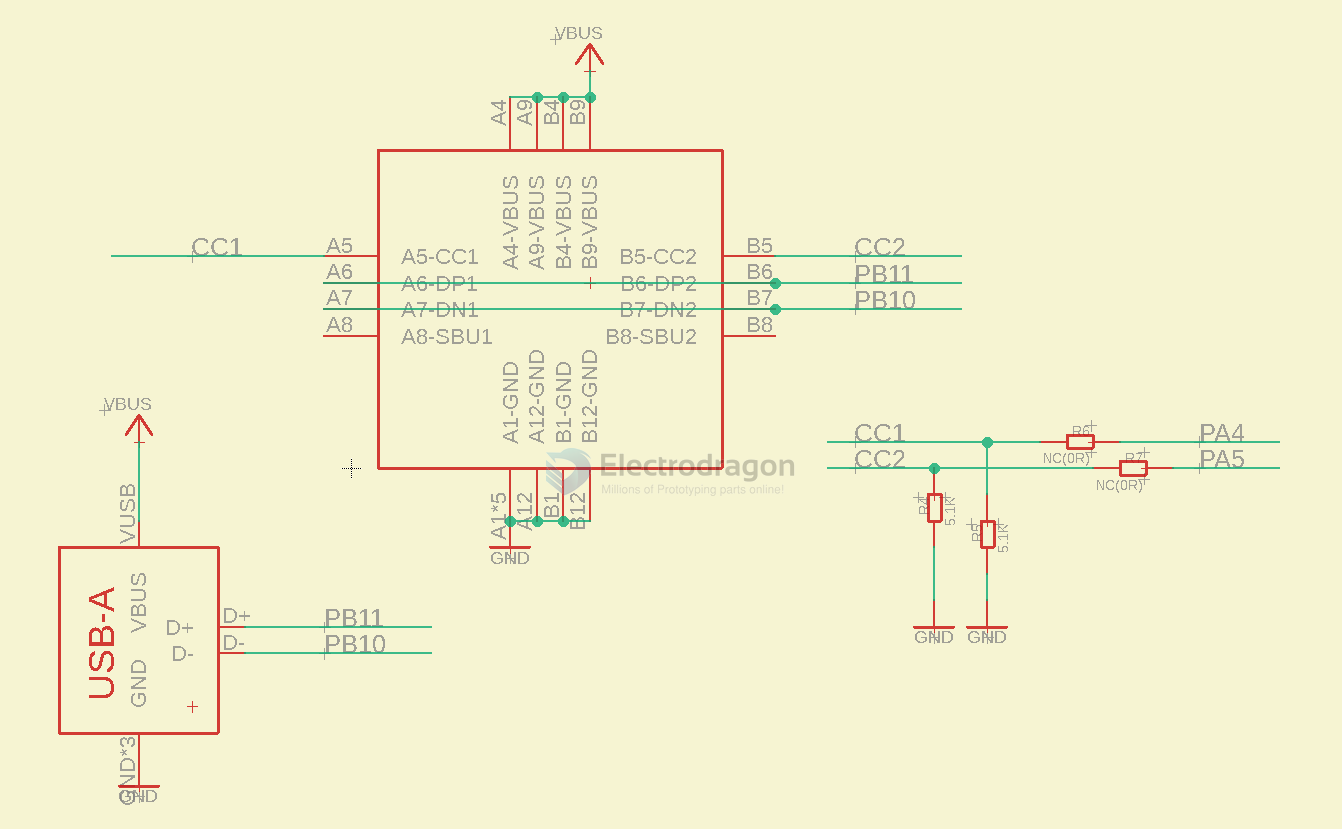 VBUS
A4
A9
B4
B9
A4-VBUS
A9-VBUS
B4-VBUS
B9-VBUS
CC1
A5
A5-CC1
B5-CC2
B5
CC2
A6
A6-DP1
B6-DP2
B6
PB11
A7
A7-DN1
B7-DN2
B7
PB10
A8
A8-SBU1
B8-SBU2
B8
A1-GND
A12-GND
B1-GND
B12-GND
A1*5
A12
B1
B12
GND
Electrodragon
Millions of Prototyping parts online!
VBUS
VUSB
USB-A
VBUS
GND
D+
D-
D+
D-
PB11
PB10
GND*3
GND
CC1
R6
NC(0R)
PA4
CC2
R7
NC(0R)
PA5
R4
5.1K
R5
5.1K
GND
GND